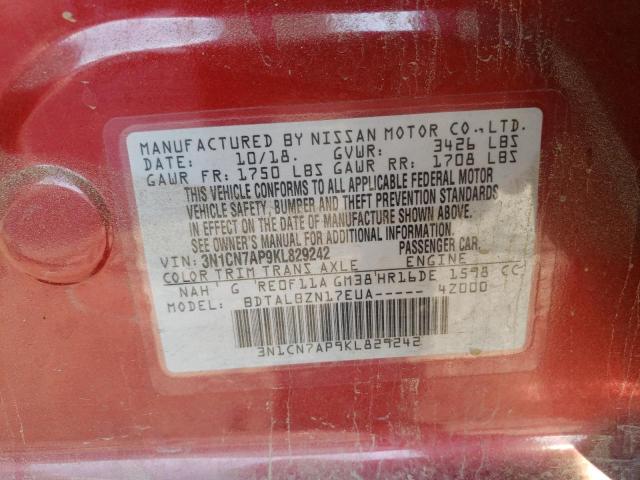 MANUFACTURED BY NISSAN MOTOR CO., LTD.
DATE: 10/18. GVWR: 3426 LBS
GAWR FR: 1750 LBS GAWR RR: 1708 LBS
THIS VEHICLE CONFORMS TO ALL APPLICABLE FEDERAL MOTOR
VEHICLE SAFETY, BUMPER AND THEFT PREVENTION STANDARDS
IN EFFECT ON THE DATE OF MANUFACTURE SHOWN ABOVE.
SEE OWNER'S MANUAL FOR ADDITIONAL INFORMATION.
VIN: 3N1CN7AP9KL829242 PASSENGER CAR.
COLOR TRIM TRANS AXLE ENGINE
NAH' G 'RE0F11A GM38'HR16DE 1598 CC
MODEL: BDTALBZN17EUA----- 42000
3N1CN7AP9KL829242